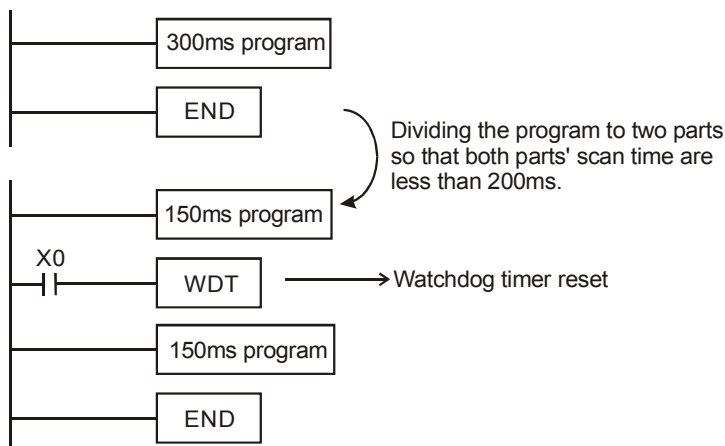 300ms program
END
Dividing the program to two parts
so that both parts' scan time are
less than 200ms.
150ms program
X0
WDT
Watchdog timer reset
150ms program
END